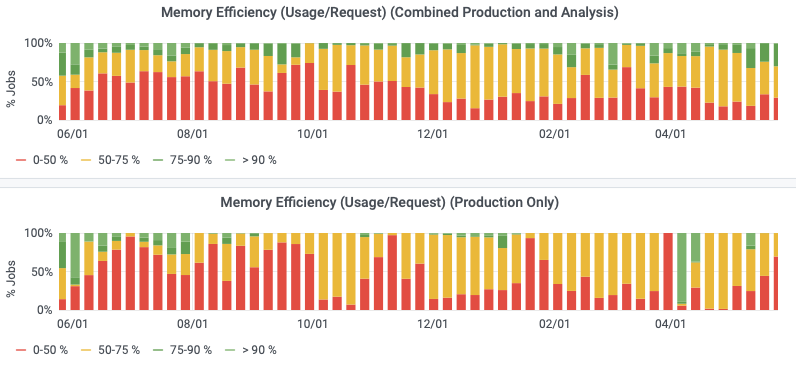 Memory Efficiency (Usage/Request) (Combined Production and Analysis)
% Jobs
100%
50%
0%
06/01 08/01 10/01 12/01 02/01 04/01
0-50 % 50-75 % 75-90 % > 90 %
Memory Efficiency (Usage/Request) (Production Only)
% Jobs
100%
50%
0%
06/01 08/01 10/01 12/01 02/01 04/01
0-50 % 50-75 % 75-90 % > 90 %